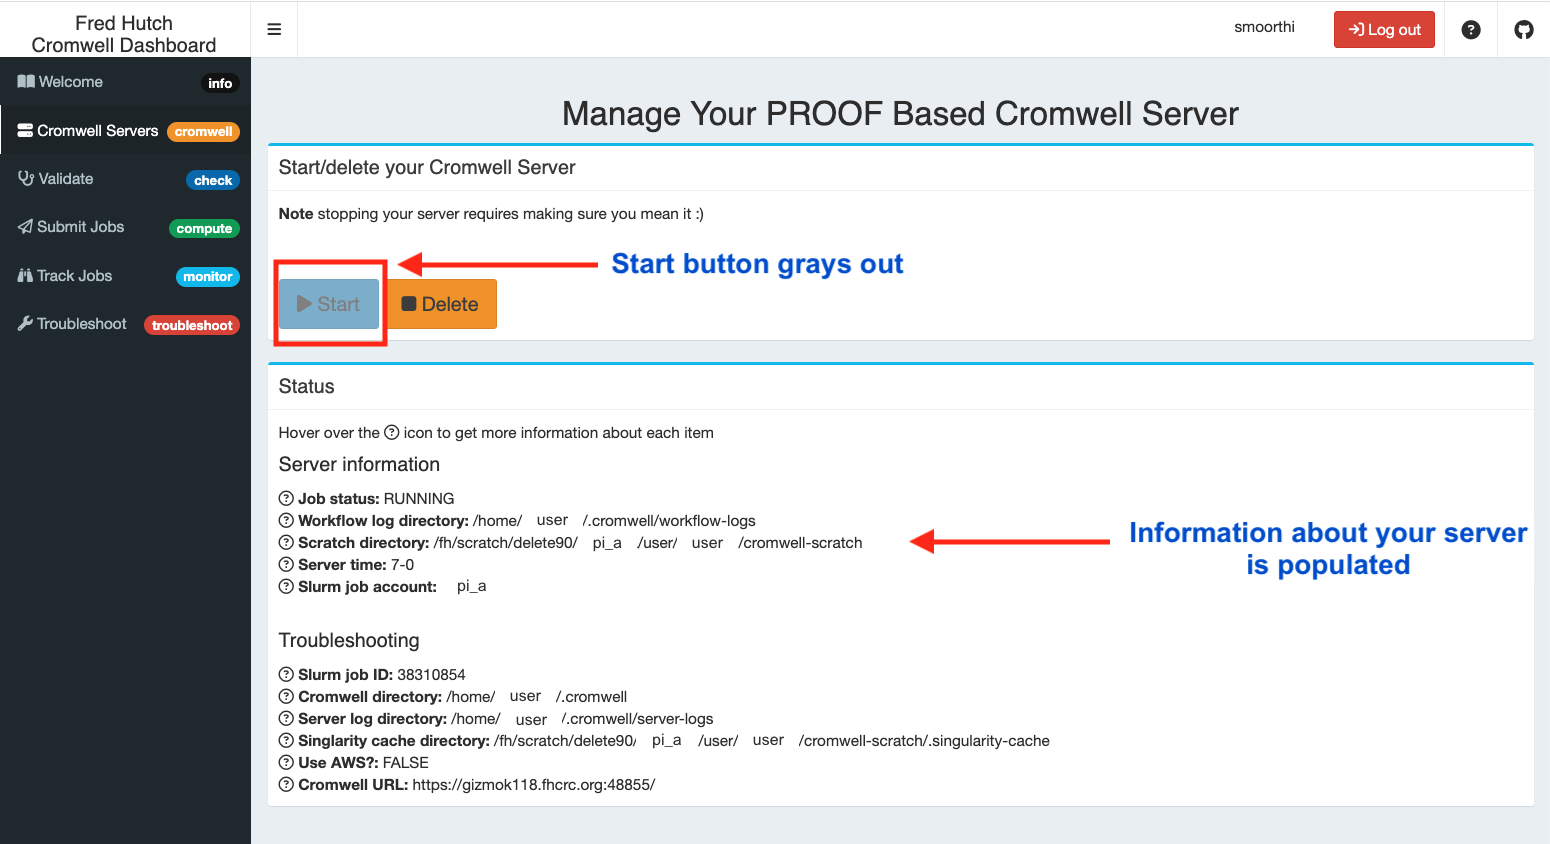 Fred Hutch
Cromwell Dashboard
smoorthi
Log out
Welcome info
Cromwell Servers cromwell
Validate check
Submit Jobs compute
Track Jobs monitor
Troubleshoot troubleshoot
Manage Your PROOF Based Cromwell Server
Start/delete your Cromwell Server
Note stopping your server requires making sure you mean it :)
Start button grays out
Start Delete
Status
Hover over the ? icon to get more information about each item
Server information
Job status: RUNNING
Workflow log directory: /home/ user /.cromwell/workflow-logs
Scratch directory: /fh/scratch/delete90/ pi_a /user/ user /cromwell-scratch
Server time: 7-0
Slurm job account: pi_a
Information about your server
is populated
Troubleshooting
Slurm job ID: 38310854
Cromwell directory: /home/ user /.cromwell
Server log directory: /home/ user /.cromwell/server-logs
Singlarity cache directory: /fh/scratch/delete90/ pi_a /user/ user /cromwell-scratch/.singularity-cache
Use AWS?: FALSE
Cromwell URL: https://gizmok118.fhcrc.org:48855/